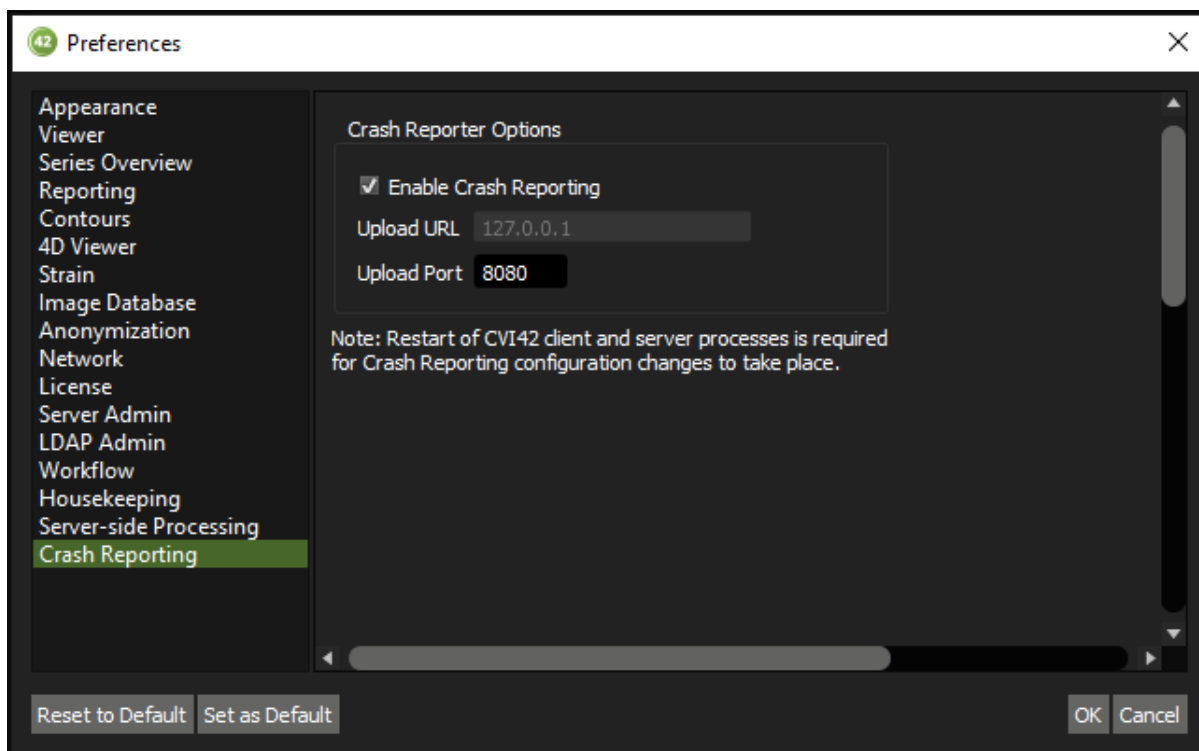 42 Preferences
Appearance
Viewer
Series Overview
Reporting
Contours
4D Viewer
Strain
Image Database
Anonymization
Network
License
Server Admin
LDAP Admin
Workflow
Housekeeping
Server-side Processing
Crash Reporting
Crash Reporter Options
Enable Crash Reporting
Upload URL 127.0.0.1
Upload Port 8080
Note: Restart of CVI42 client and server processes is required
for Crash Reporting configuration changes to take place.
Reset to Default Set as Default OK Cancel